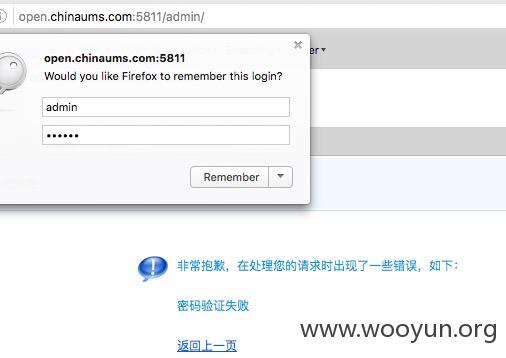 open.chinaums.com:5811/admin/
er
open.chinaums.com:5811
Would you like Firefox to remember this login?
admin
••••••
Remember
非常抱歉，在处理您的请求时出现了一些错误，如下：
密码验证失败
返回上一页
www.wooyun.org